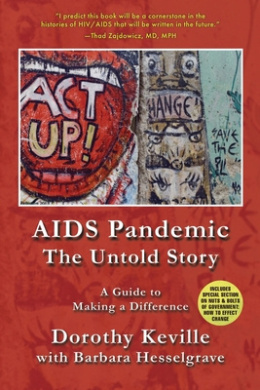 "I predict this book will be a cornerstone in the
histories of HIV/AIDS that will be written in the future."
—Thad Zajdowicz, MD, MPH
ACT
UP!
CHANGE!
SAVE
THE
AIDS Pandemic
The Untold Story
A Guide to
Making a Difference
INCLUDES
SPECIAL SECTION
ON NUTS & BOLTS
OF GOVERNMENT:
HOW TO EFFECT
CHANGE
Dorothy Keville
with Barbara Hesselgrave